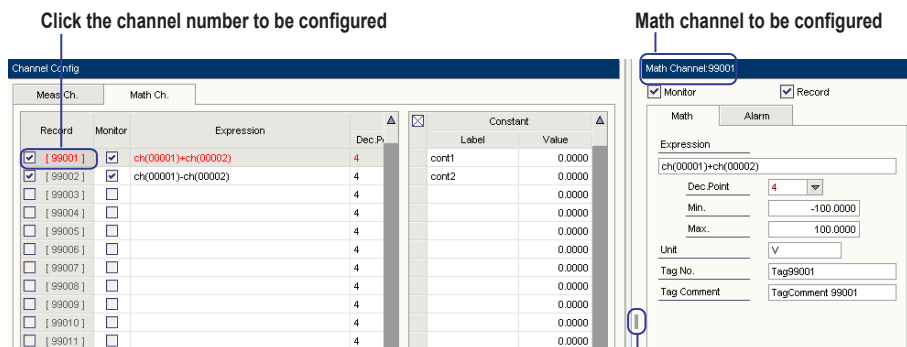 Click the channel number to be configured
Math channel to be configured
Channel Config
Meas Ch. Math Ch.
Record Monitor Expression Dec.P
Constant
Label Value
[ 99001 ] ch(00001)+ch(00002) 4 cont1 0.0000
[ 99002 ] ch(00001)-ch(00002) 4 cont2 0.0000
[ 99003 ] 4 0.0000
[ 99004 ] 4 0.0000
[ 99005 ] 4 0.0000
[ 99006 ] 4 0.0000
[ 99007 ] 4 0.0000
[ 99008 ] 4 0.0000
[ 99009 ] 4 0.0000
[ 99010 ] 4 0.0000
[ 99011 ] 4 0.0000
Math Channel:99001
Monitor Record
Math Alarm
Expression
ch(00001)+ch(00002)
Dec.Point 4
Min. -100.0000
Max. 100.0000
Unit V
Tag No. Tag99001
Tag Comment TagComment 99001